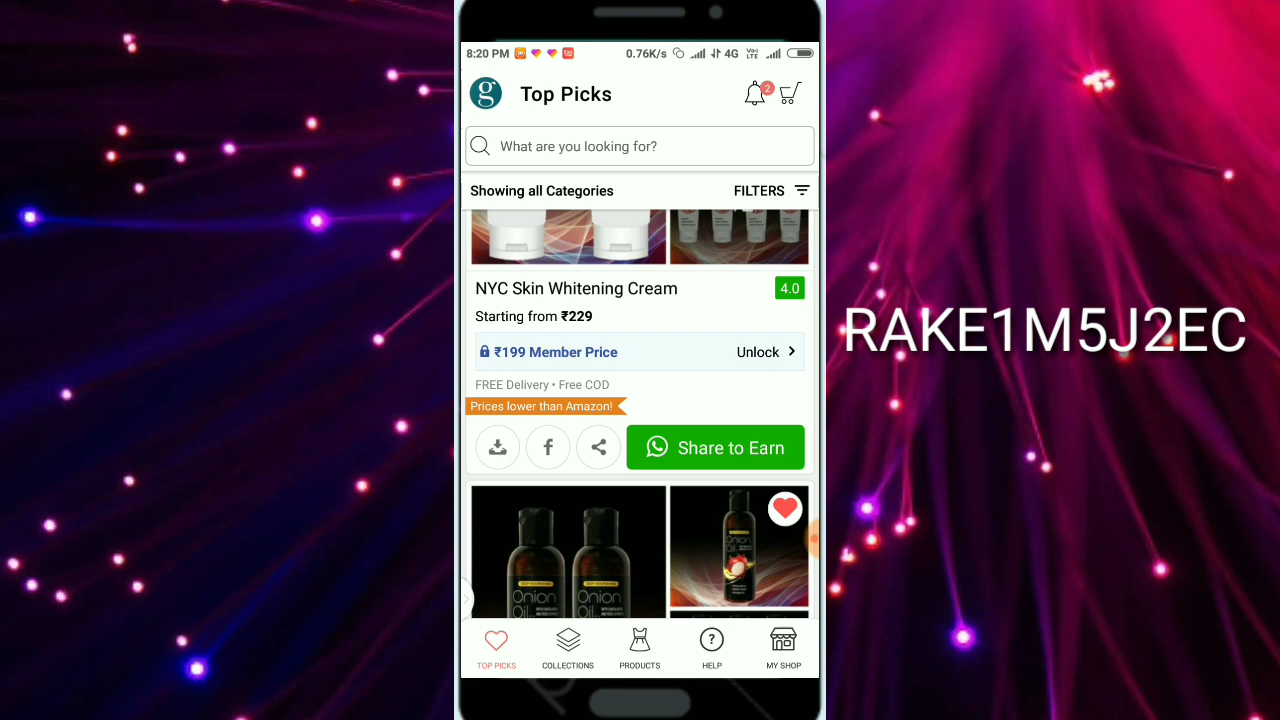 8:20 PM 0.76K/s 4G Vo) LTE
g Top Picks 2
What are you looking for?
Showing all Categories FILTERS
NYC Skin Whitening Cream 4.0
Starting from ₹229
₹199 Member Price Unlock
FREE Delivery • Free COD
Prices lower than Amazon!
f Share to Earn
Onion
Oil
Onion
Oil
Onion
Oil
TOP PICKS COLLECTIONS PRODUCTS HELP MY SHOP
RAKE1M5J2EC